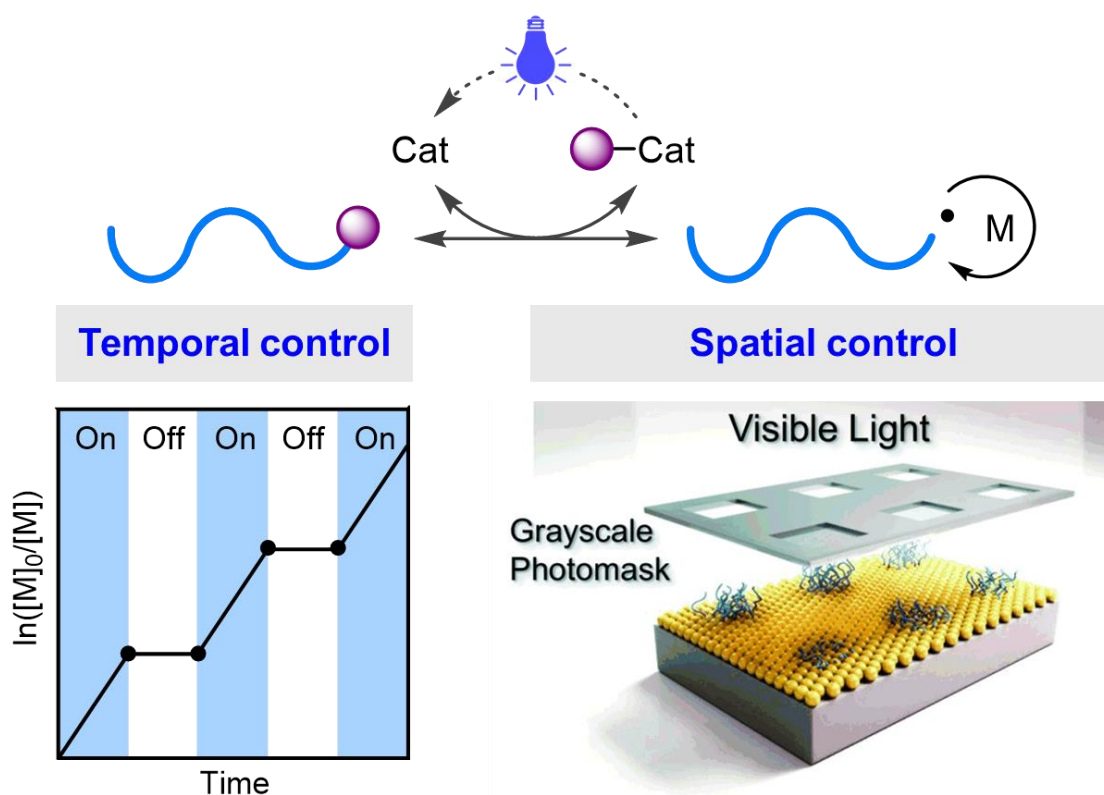 Cat
Cat
M
Temporal control
Spatial control
On Off On Off On
ln([M]0/[M])
Time
Visible Light
Grayscale
Photomask